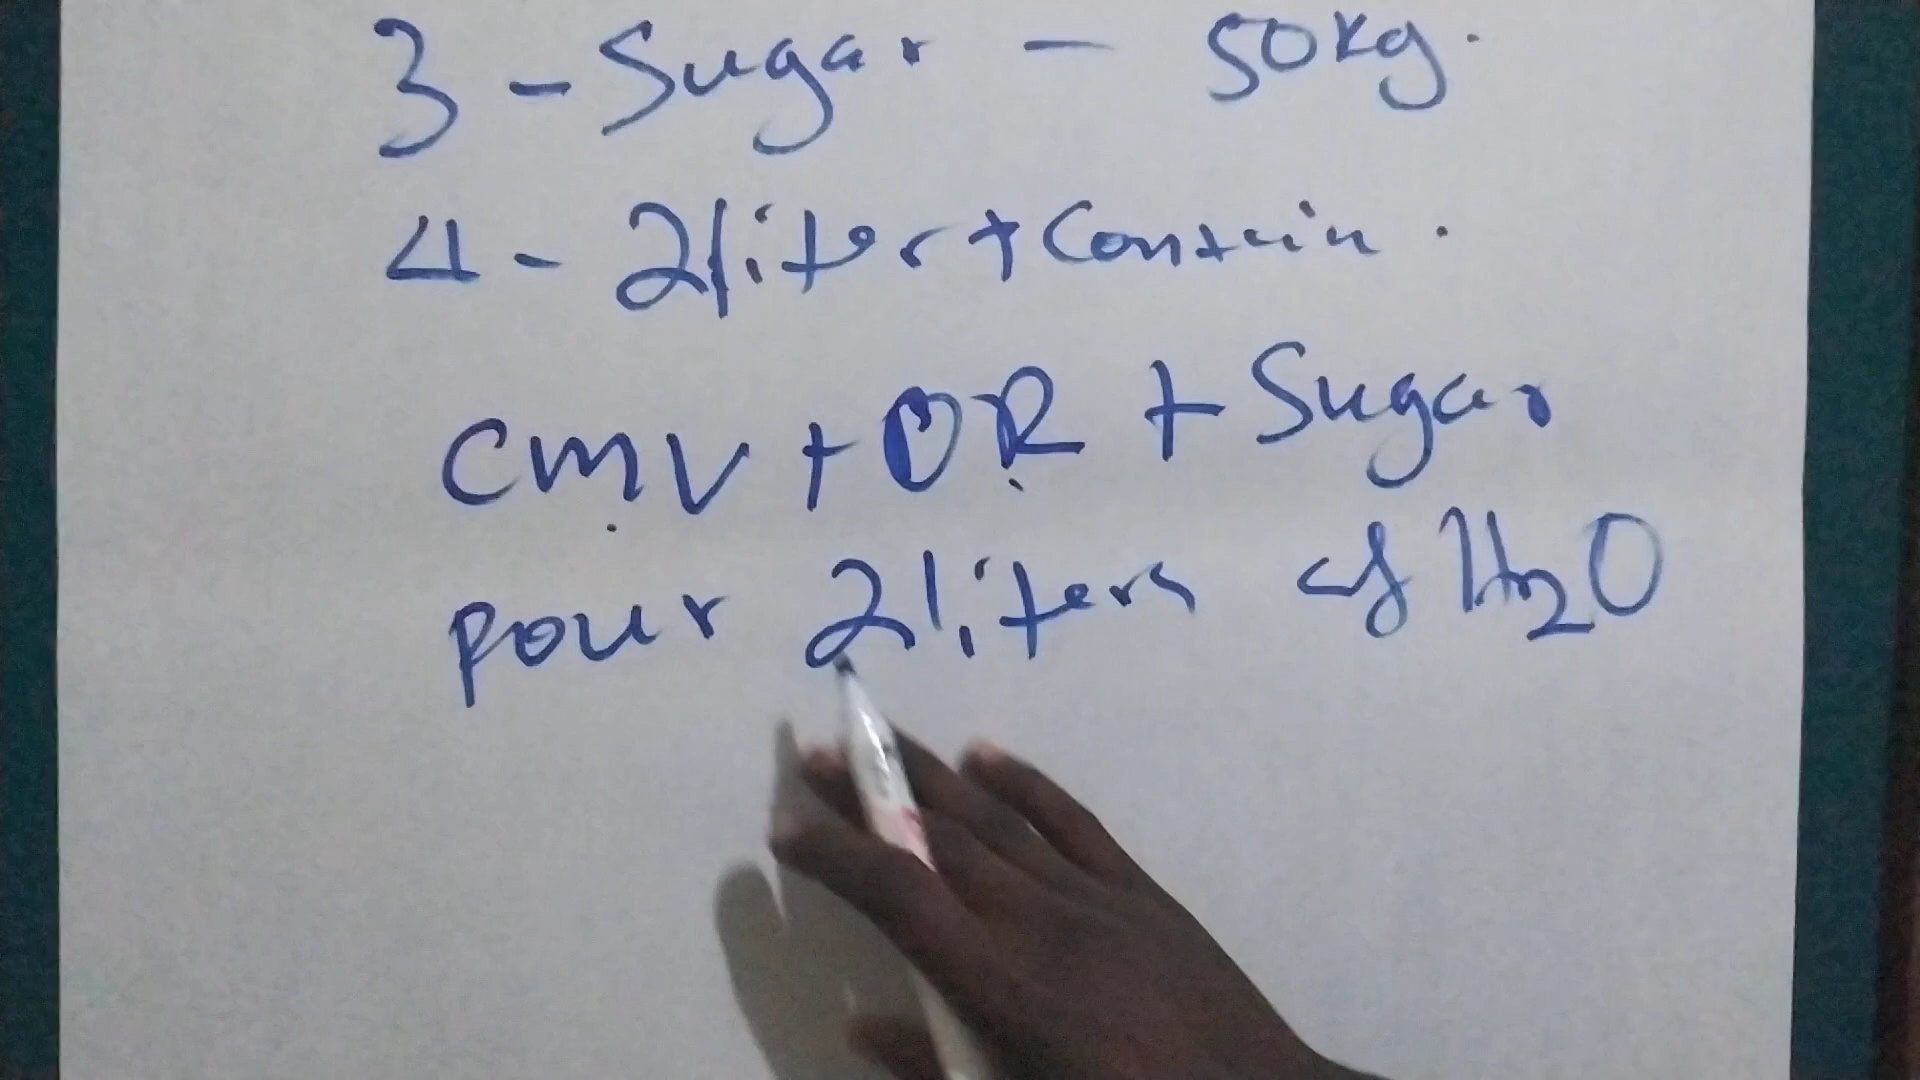 3 - Sugar - 50kg.
4 - 2liter + Contain.
CMV + OR + Sugar
pour 2liters of H2O